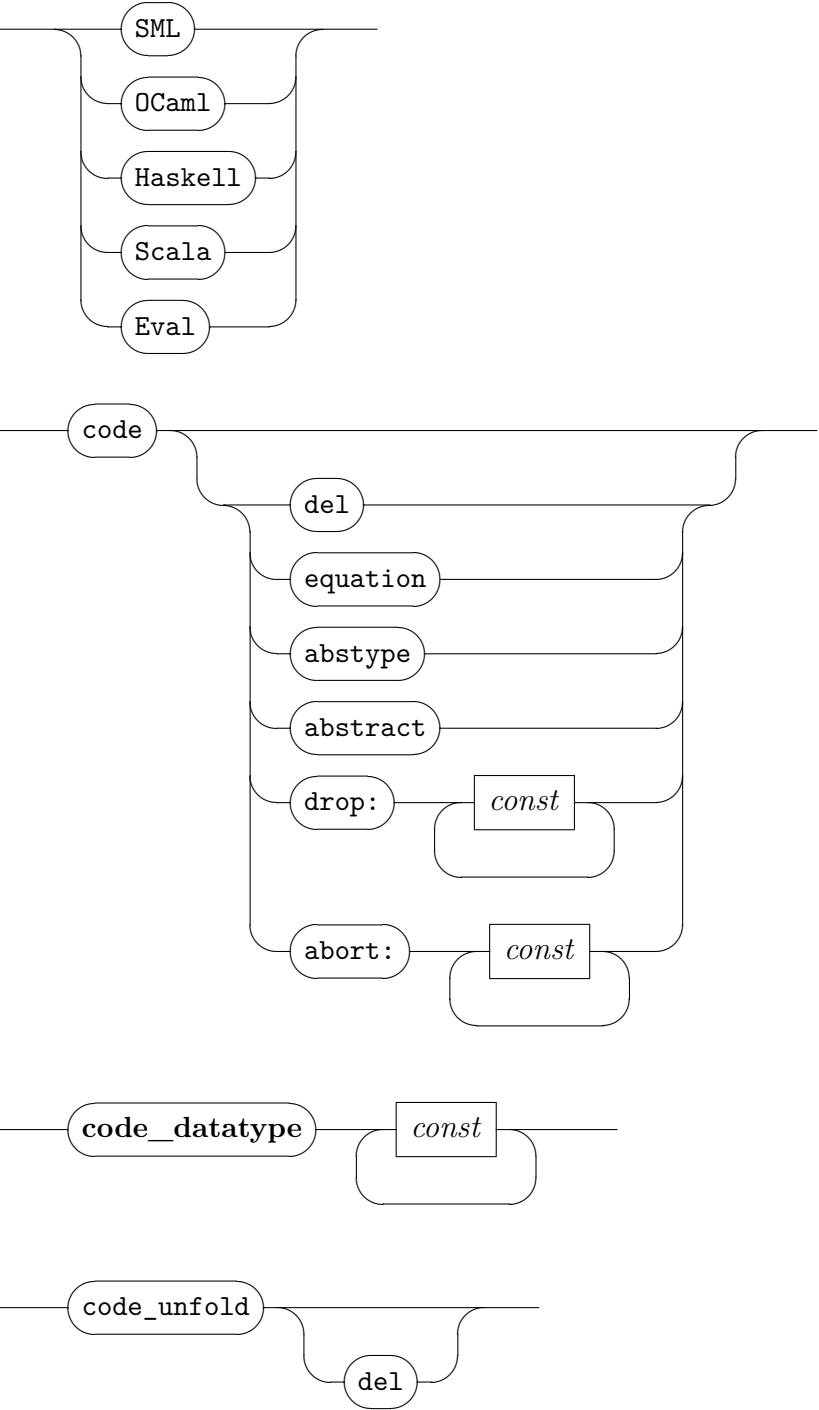 SML
OCaml
Haskell
Scala
Eval
code
del
equation
abstype
abstract
drop: const
abort: const
code_datatype const
code_unfold
del